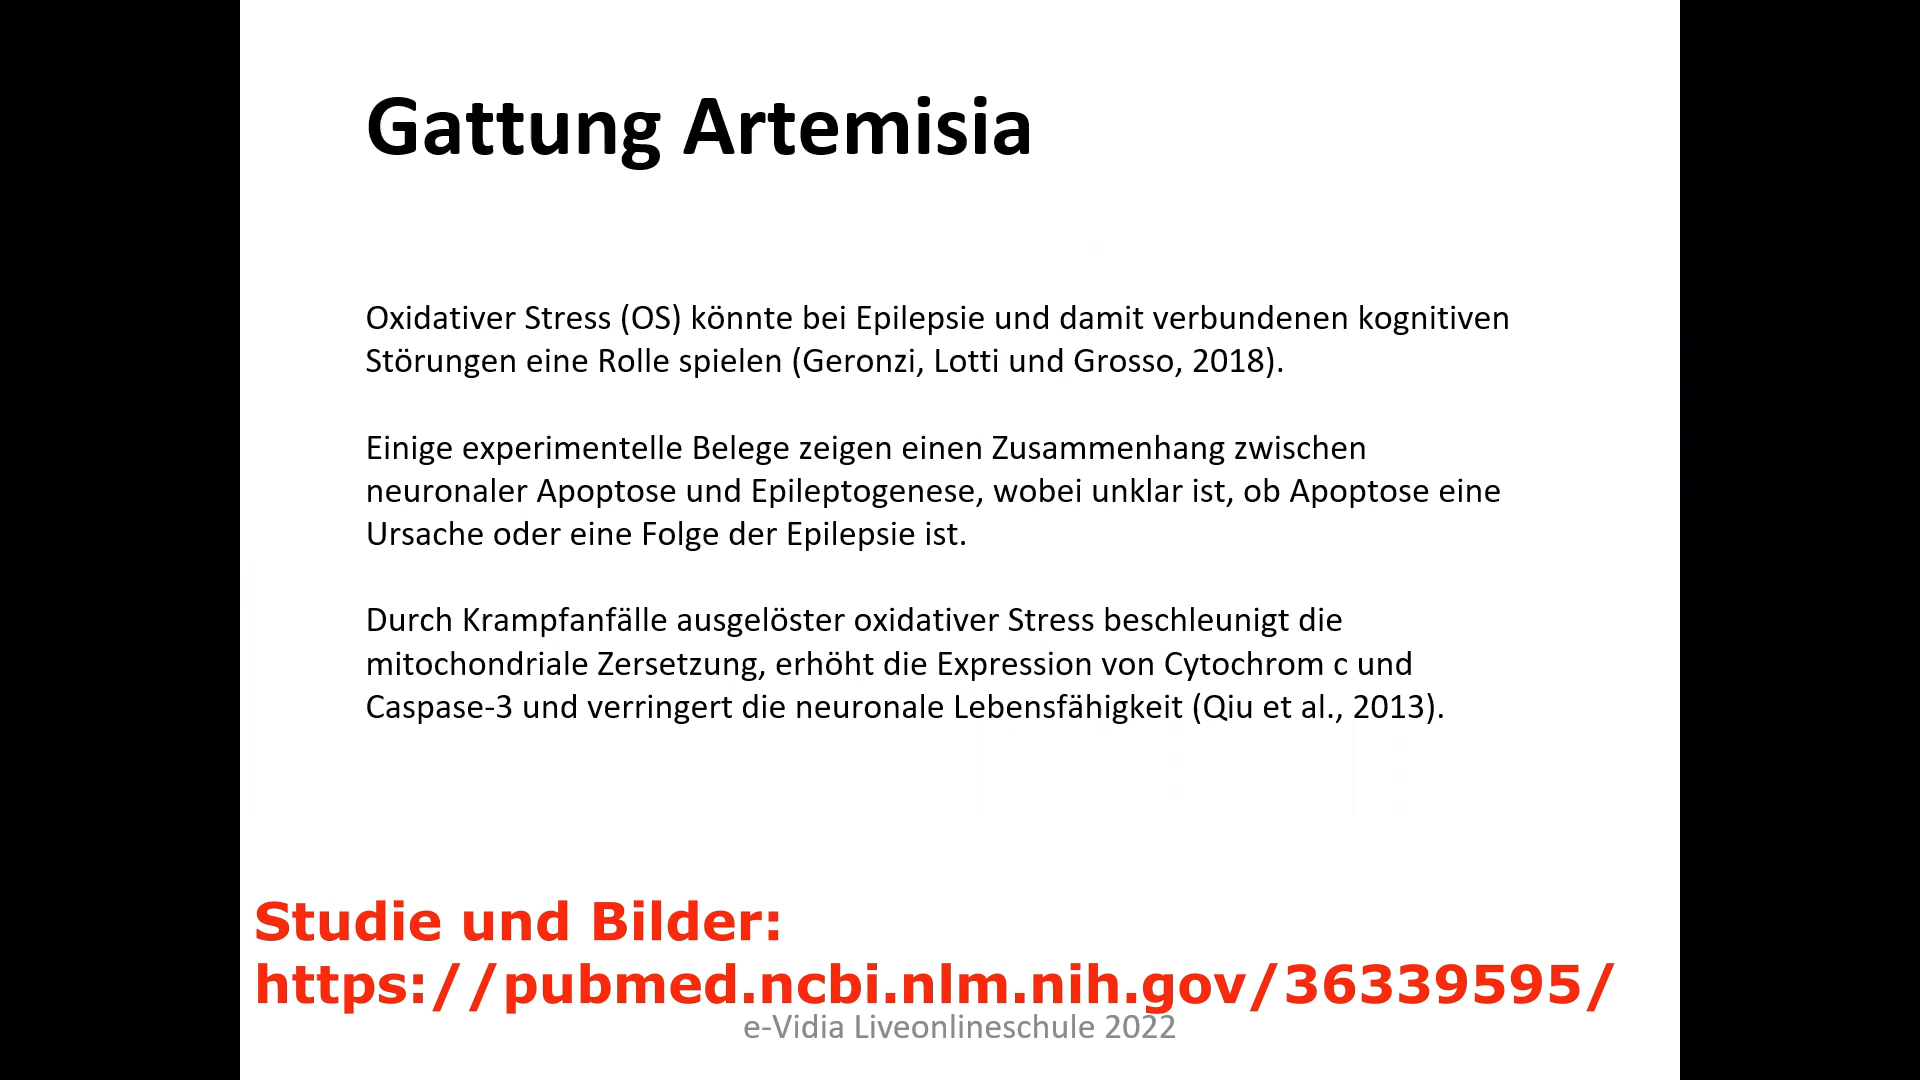 Gattung Artemisia
Oxidativer Stress (OS) könnte bei Epilepsie und damit verbundenen kognitiven
Störungen eine Rolle spielen (Geronzi, Lotti und Grosso, 2018).
Einige experimentelle Belege zeigen einen Zusammenhang zwischen
neuronaler Apoptose und Epileptogenese, wobei unklar ist, ob Apoptose eine
Ursache oder eine Folge der Epilepsie ist.
Durch Krampfanfälle ausgelöster oxidativer Stress beschleunigt die
mitochondriale Zersetzung, erhöht die Expression von Cytochrom c und
Caspase-3 und verringert die neuronale Lebensfähigkeit (Qiu et al., 2013).
Studie und Bilder:
https://pubmed.ncbi.nlm.nih.gov/36339595/
e-Vidia Liveonlineschule 2022